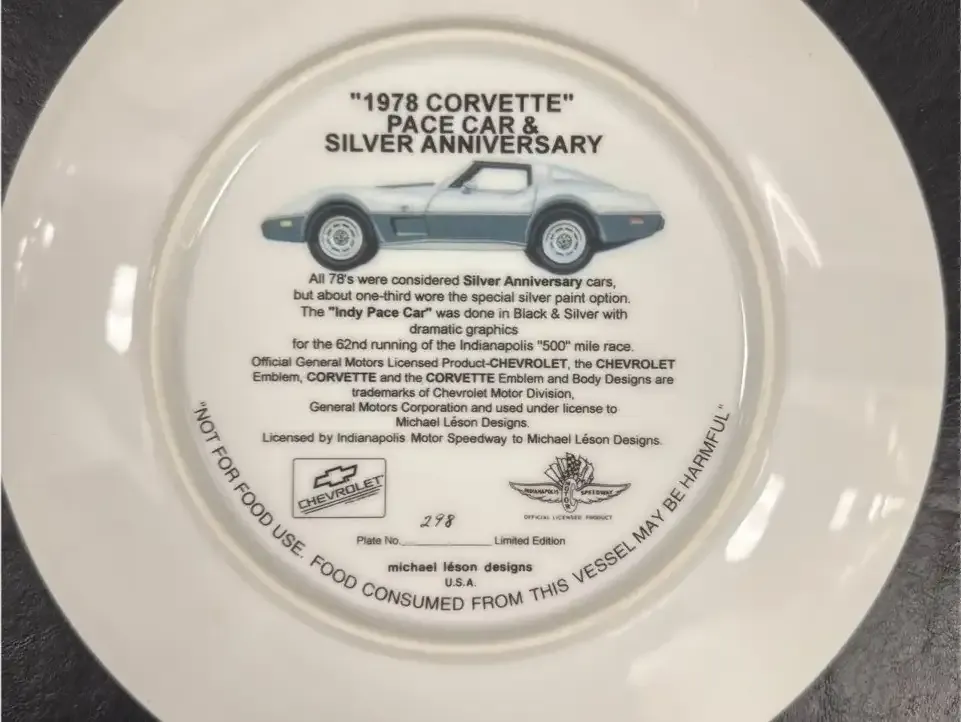 "1978 CORVETTE"
PACE CAR &
SILVER ANNIVERSARY
All 78's were considered Silver Anniversary cars,
but about one-third wore the special silver paint option.
The "Indy Pace Car" was done in Black & Silver with
dramatic graphics
for the 62nd running of the Indianapolis "500" mile race.
Official General Motors Licensed Product-CHEVROLET, the CHEVROLET
Emblem, CORVETTE and the CORVETTE Emblem and Body Designs are
trademarks of Chevrolet Motor Division,
General Motors Corporation and used under license to
Michael Léson Designs.
Licensed by Indianapolis Motor Speedway to Michael Léson Designs.
CHEVROLET
INDIANAPOLIS MOTOR SPEEDWAY
OFFICIAL LICENSED PRODUCT
298
Plate No.____________ Limited Edition
michael léson designs
U.S.A.
"NOT FOR FOOD USE. FOOD CONSUMED FROM THIS VESSEL MAY BE HARMFUL"